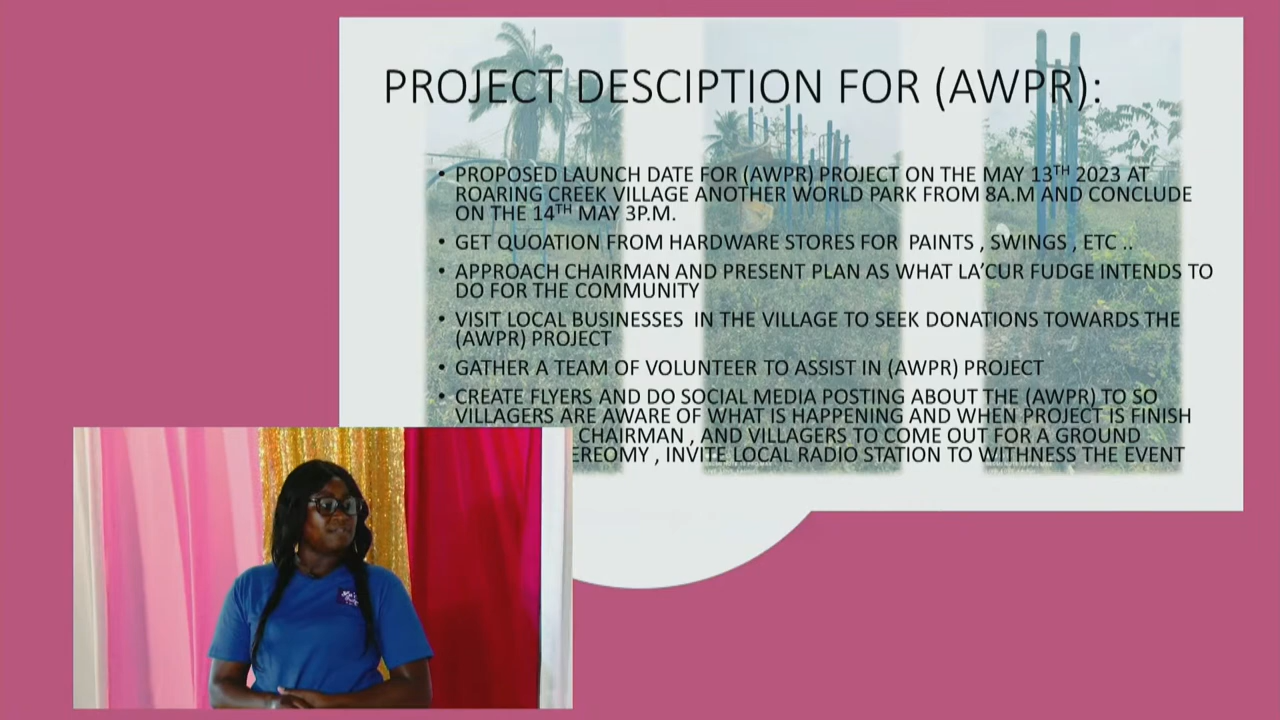 PROJECT DESCIPTION FOR (AWPR):
• PROPOSED LAUNCH DATE FOR (AWPR) PROJECT ON THE MAY 13TH 2023 AT
ROARING CREEK VILLAGE ANOTHER WORLD PARK FROM 8A.M AND CONCLUDE
ON THE 14TH MAY 3P.M.
• GET QUOATION FROM HARDWARE STORES FOR PAINTS , SWINGS , ETC ..
• APPROACH CHAIRMAN AND PRESENT PLAN AS WHAT LA'CUR FUDGE INTENDS TO
DO FOR THE COMMUNITY
• VISIT LOCAL BUSINESSES IN THE VILLAGE TO SEEK DONATIONS TOWARDS THE
(AWPR) PROJECT
• GATHER A TEAM OF VOLUNTEER TO ASSIST IN (AWPR) PROJECT
• CREATE FLYERS AND DO SOCIAL MEDIA POSTING ABOUT THE (AWPR) TO SO
VILLAGERS ARE AWARE OF WHAT IS HAPPENING AND WHEN PROJECT IS FINISH
CHAIRMAN , AND VILLAGERS TO COME OUT FOR A GROUND
EREOMY , INVITE LOCAL RADIO STATION TO WITHNESS THE EVENT